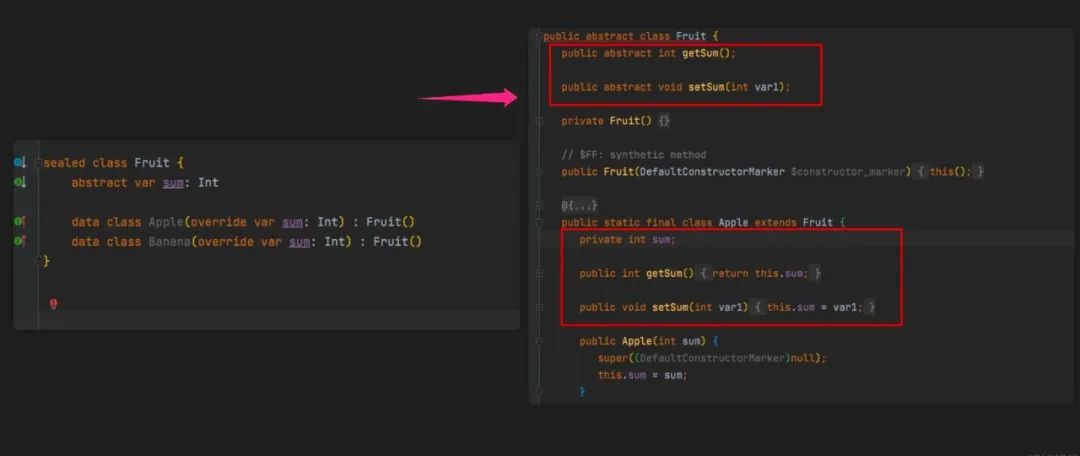 sealed class Fruit {
abstract var sum: Int
data class Apple(override var sum: Int) : Fruit()
data class Banana(override var sum: Int) : Fruit()
}
public abstract class Fruit {
public abstract int getSum();
public abstract void setSum(int var1);
private Fruit() {}
// $FF: synthetic method
public Fruit(DefaultConstructorMarker $constructor_marker) { this(); }
@{...}
public static final class Apple extends Fruit {
private int sum;
public int getSum() { return this.sum; }
public void setSum(int var1) { this.sum = var1; }
public Apple(int sum) {
super((DefaultConstructorMarker)null);
this.sum = sum;
}